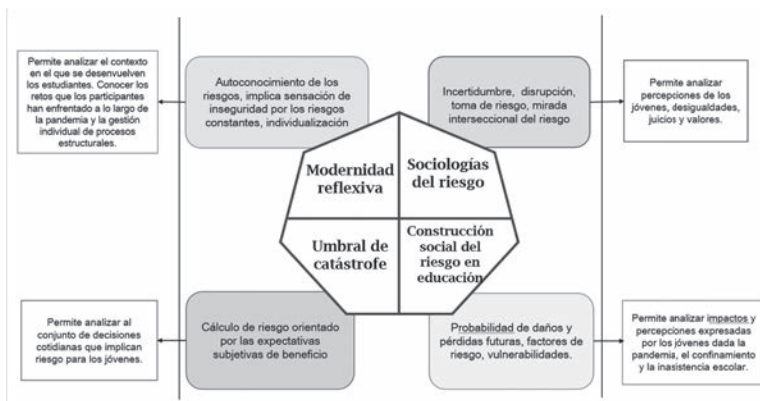 Permite analizar el contexto
en el que se desenvuelven
los estudiantes. Conocer los
retos que los participantes
han enfrentado a lo largo de
la pandemia y la gestión
individual de procesos
estructurales.
Autoconocimiento de los
riesgos, implica sensación de
inseguridad por los riesgos
constantes, individualización
Incertidumbre, disrupción,
toma de riesgo, mirada
interseccional del riesgo
Permite analizar
percepciones de los
jóvenes, desigualdades,
juicios y valores.
Modernidad
reflexiva
Sociologías
del riesgo
Umbral de
catástrofe
Construcción
social del
riesgo en
educación
Permite analizar al
conjunto de decisiones
cotidianas que implican
riesgo para los jóvenes.
Cálculo de riesgo orientado
por las expectativas
subjetivas de beneficio
Probabilidad de daños y
pérdidas futuras, factores de
riesgo, vulnerabilidades.
Permite analizar impactos y
percepciones expresadas
por los jóvenes dada la
pandemia, el confinamiento
y la inasistencia escolar.